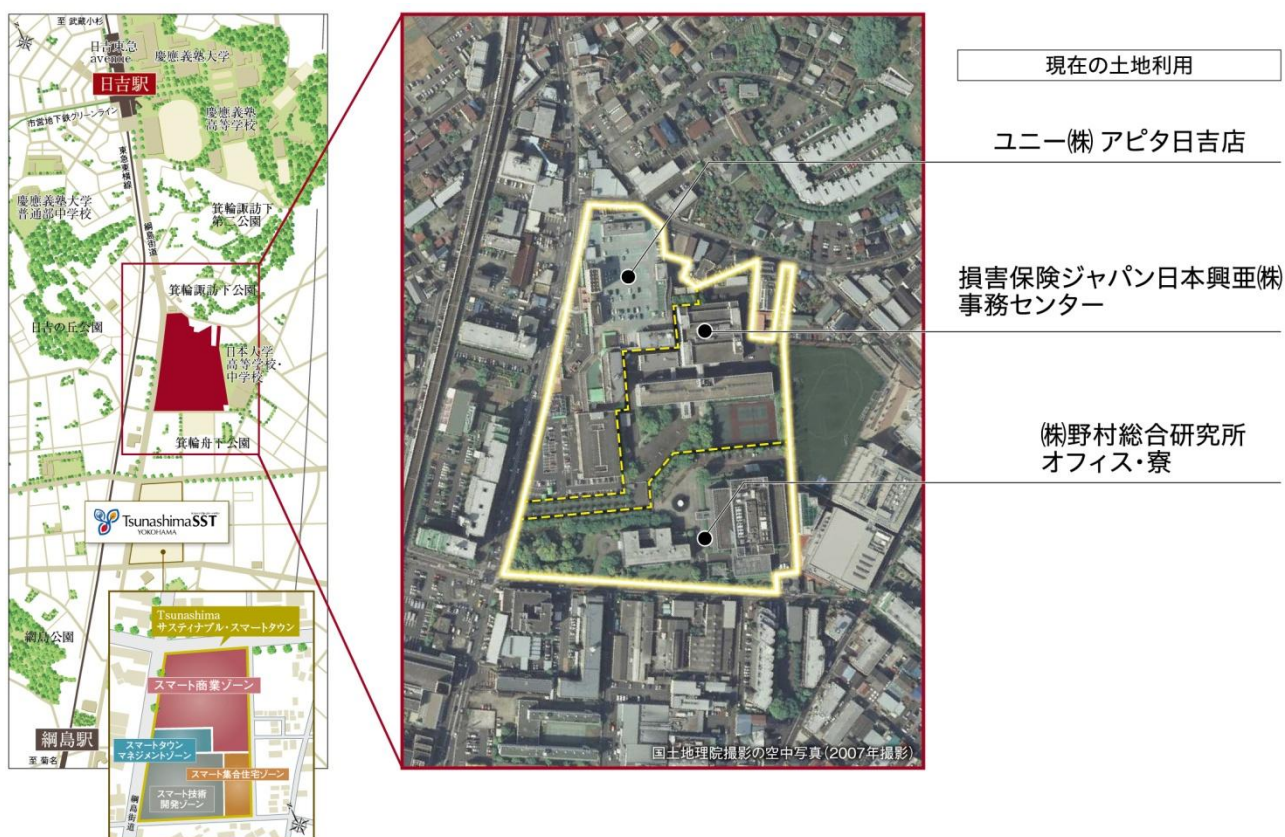 至 武蔵小杉
日吉東急
avenue
慶應義塾大学
日吉駅
市営地下鉄グリーンライン
慶應義塾
高等学校
東急東横線
慶應義塾大学
普通部中学校
箕輪諏訪下
第二公園
綱島街道
箕輪諏訪下公園
日吉の丘公園
日本大学
高等学校・
中学校
箕輪舟下公園
TsunashimaSST
YOKOHAMA
綱島公園
綱島駅
至 菊名
Tsunashima
サスティナブル・スマートタウン
スマート商業ゾーン
スマートタウン
マネジメントゾーン
スマート集合住宅ゾーン
スマート技術
開発ゾーン
綱島街道
国土地理院撮影の空中写真(2007年撮影)
現在の土地利用
ユニー㈱ アピタ日吉店
損害保険ジャパン日本興亜㈱
事務センター
㈱野村総合研究所
オフィス・寮